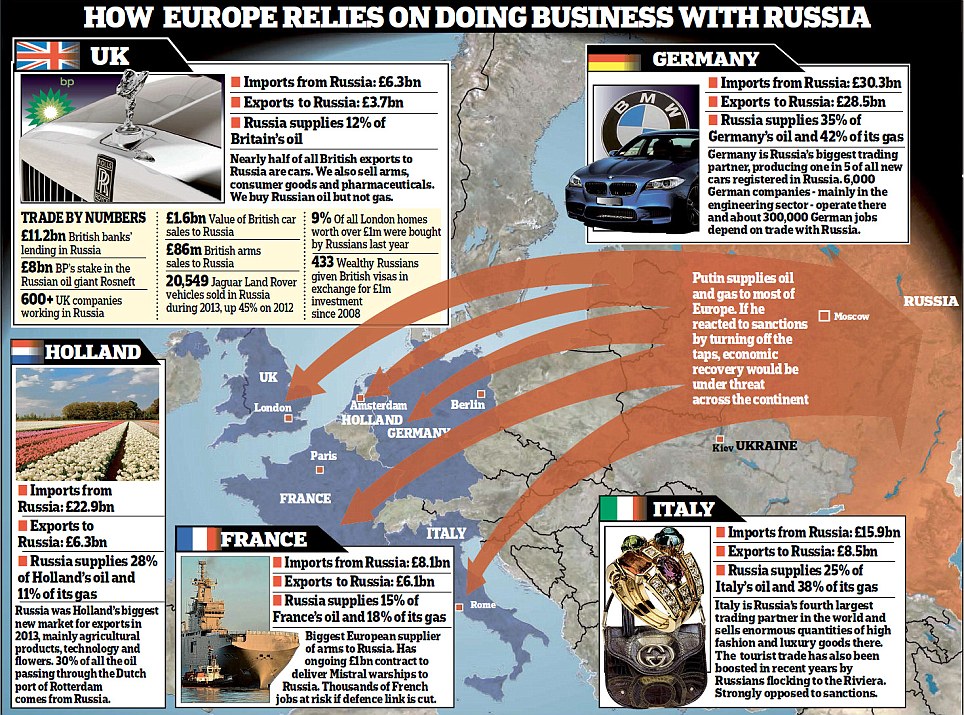 HOW EUROPE RELIES ON DOING BUSINESS WITH RUSSIA
UK
bp
Imports from Russia: £6.3bn
Exports to Russia: £3.7bn
Russia supplies 12% of
Britain's oil
Nearly half of all British exports to
Russia are cars. We also sell arms,
consumer goods and pharmaceuticals.
We buy Russian oil but not gas.
TRADE BY NUMBERS
£11.2bn British banks'
lending in Russia
£8bn BP's stake in the
Russian oil giant Rosneft
600+ UK companies
working in Russia
£1.6bn Value of British car
sales to Russia
£86m British arms
sales to Russia
20,549 Jaguar Land Rover
vehicles sold in Russia
during 2013, up 45% on 2012
9% Of all London homes
worth over £1m were bought
by Russians last year
433 Wealthy Russians
given British visas in
exchange for £1m
investment
since 2008
GERMANY
BMW
Imports from Russia: £30.3bn
Exports to Russia: £28.5bn
Russia supplies 35% of
Germany's oil and 42% of its gas
Germany is Russia's biggest trading
partner, producing one in 5 of all new
cars registered in Russia. 6,000
German companies - mainly in the
engineering sector - operate there
and about 300,000 German jobs
depend on trade with Russia.
Putin supplies oil
and gas to most of
Europe. If he
reacted to sanctions
by turning off the
taps, economic
recovery would be
under threat
across the continent
RUSSIA
Moscow
UK
London
Amsterdam
HOLLAND
Berlin
GERMANY
Paris
FRANCE
Kiev UKRAINE
ITALY
Rome
HOLLAND
Imports from
Russia: £22.9bn
Exports to
Russia: £6.3bn
Russia supplies 28%
of Holland's oil and
11% of its gas
Russia was Holland's biggest
new market for exports in
2013, mainly agricultural
products, technology and
flowers. 30% of all the oil
passing through the Dutch
port of Rotterdam
comes from Russia.
FRANCE
Imports from Russia: £8.1bn
Exports to Russia: £6.1bn
Russia supplies 15% of
France's oil and 18% of its gas
Biggest European supplier
of arms to Russia. Has
ongoing £1bn contract to
deliver Mistral warships to
Russia. Thousands of French
jobs at risk if defence link is cut.
ITALY
Imports from Russia: £15.9bn
Exports to Russia: £8.5bn
Russia supplies 25% of
Italy's oil and 38% of its gas
Italy is Russia's fourth largest
trading partner in the world and
sells enormous quantities of high
fashion and luxury goods there.
The tourist trade has also been
boosted in recent years by
Russians flocking to the Riviera.
Strongly opposed to sanctions.